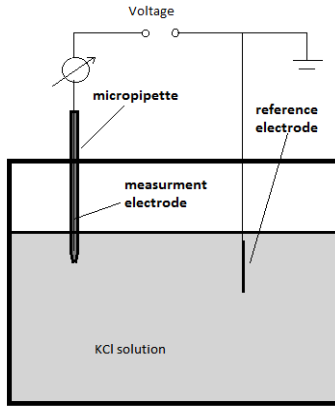 Voltage
micropipette
reference
electrode
measurment
electrode
KCl solution